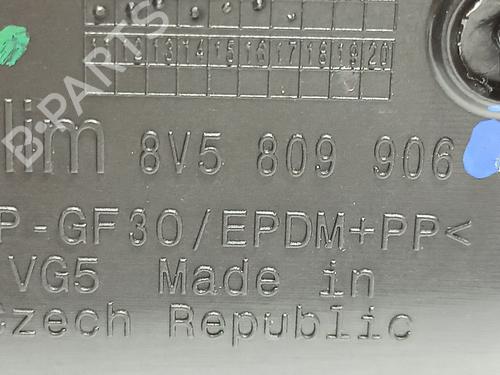 13 14 15 16 17 18 19 20
lim 8V5 809 906
P-GF30/EPDM+PP<
VG5 Made in
Czech Republic
B-PARTS